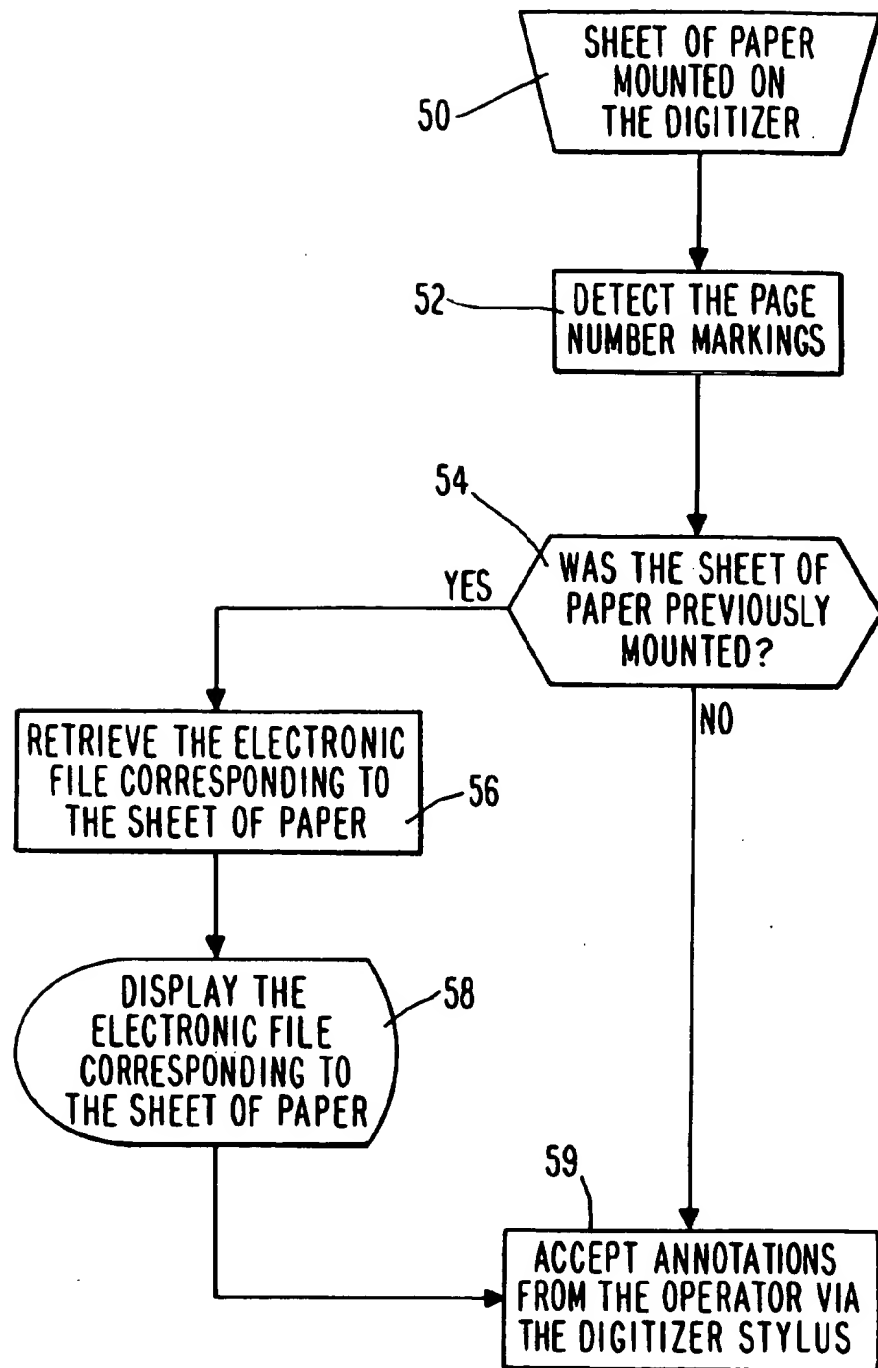 SHEET OF PAPER
MOUNTED ON
THE DIGITIZER
50
52
DETECT THE PAGE
NUMBER MARKINGS
54
WAS THE SHEET OF
PAPER PREVIOUSLY
MOUNTED?
YES
NO
RETRIEVE THE ELECTRONIC
FILE CORRESPONDING TO
THE SHEET OF PAPER
56
DISPLAY THE
ELECTRONIC FILE
CORRESPONDING TO
THE SHEET OF PAPER
58
59
ACCEPT ANNOTATIONS
FROM THE OPERATOR VIA
THE DIGITIZER STYLUS